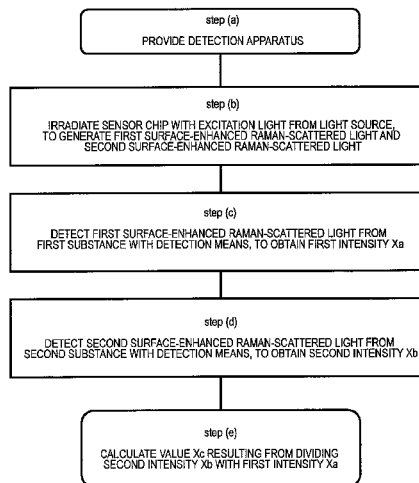 step (a)
PROVIDE DETECTION APPARATUS
step (b)
IRRADIATE SENSOR CHIP WITH EXCITATION LIGHT FROM LIGHT SOURCE,
TO GENERATE FIRST SURFACE-ENHANCED RAMAN-SCATTERED LIGHT AND
SECOND SURFACE-ENHANCED RAMAN-SCATTERED LIGHT
step (c)
DETECT FIRST SURFACE-ENHANCED RAMAN-SCATTERED LIGHT FROM
FIRST SUBSTANCE WITH DETECTION MEANS, TO OBTAIN FIRST INTENSITY Xa
step (d)
DETECT SECOND SURFACE-ENHANCED RAMAN-SCATTERED LIGHT FROM
SECOND SUBSTANCE WITH DETECTION MEANS, TO OBTAIN SECOND INTENSITY Xb
step (e)
CALCULATE VALUE Xc RESULTING FROM DIVIDING
SECOND INTENSITY Xb WITH FIRST INTENSITY Xa